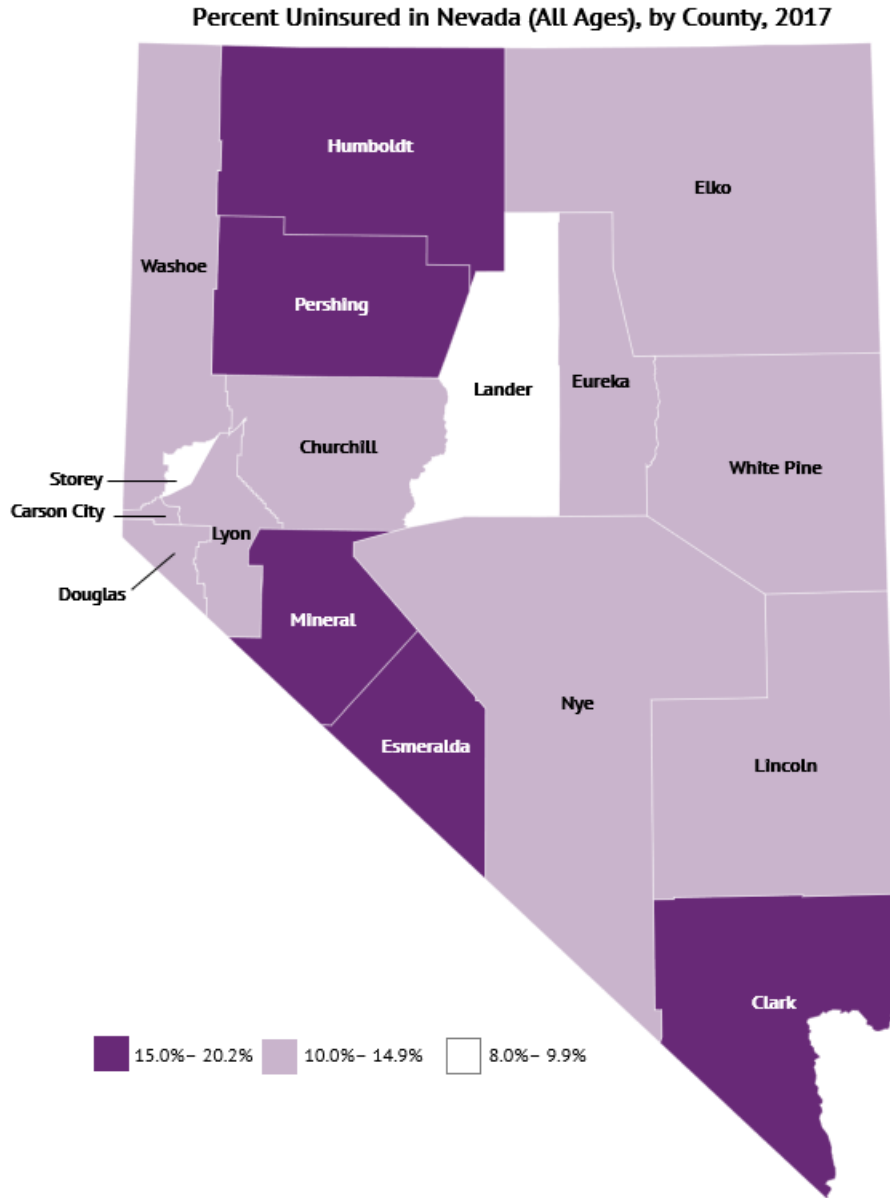 Percent Uninsured in Nevada (All Ages), by County, 2017
Humboldt
Elko
Washoe
Pershing
Lander
Eureka
Churchill
White Pine
Storey
Carson City
Lyon
Douglas
Mineral
Nye
Esmeralda
Lincoln
Clark
15.0%– 20.2%
10.0%– 14.9%
8.0%– 9.9%